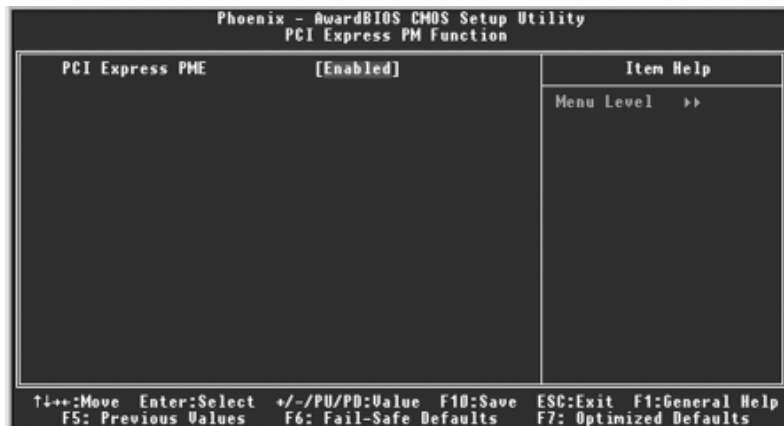 Phoenix - AwardBIOS CMOS Setup Utility
PCI Express PM Function
PCI Express PME [Enabled]
Item Help
Menu Level ▸▸
↑↓→←:Move Enter:Select +/-/PU/PD:Value F10:Save ESC:Exit F1:General Help
F5: Previous Values F6: Fail-Safe Defaults F7: Optimized Defaults